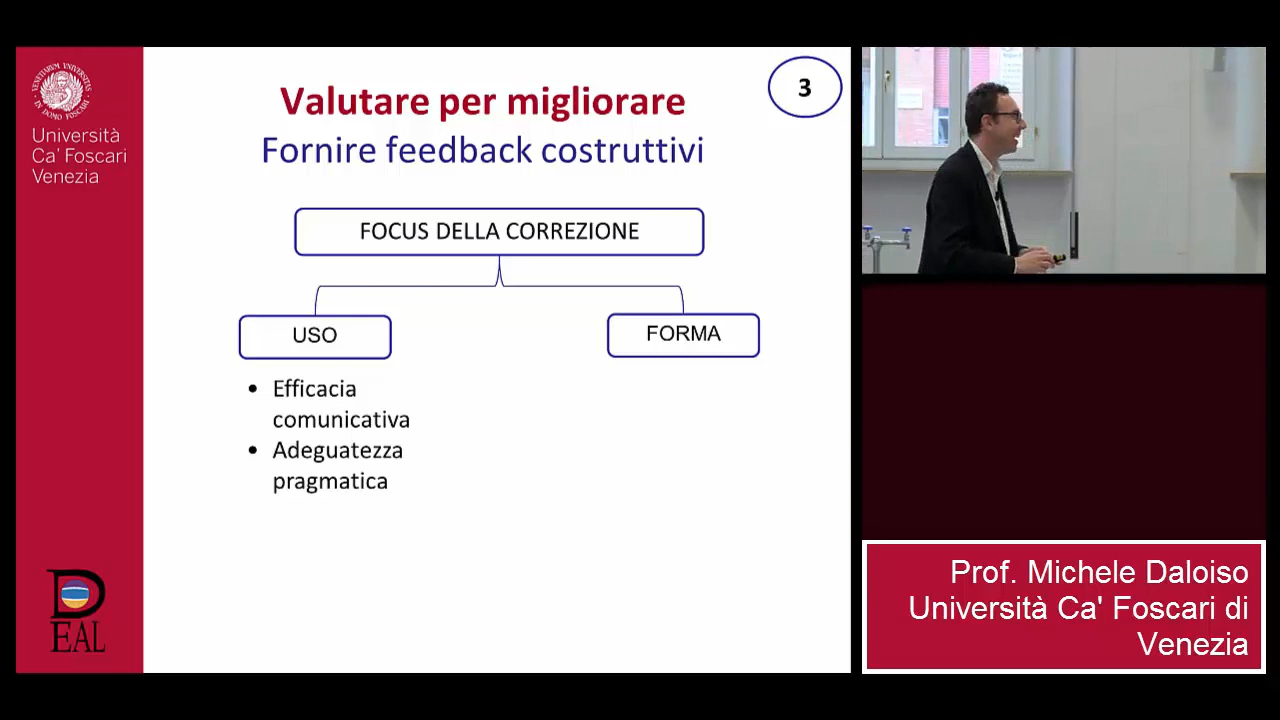 Università
Ca' Foscari
Venezia
Valutare per migliorare
Fornire feedback costruttivi
3
FOCUS DELLA CORREZIONE
USO
FORMA
• Efficacia
comunicativa
• Adeguatezza
pragmatica
DEAL
Prof. Michele Daloiso
Università Ca' Foscari di
Venezia